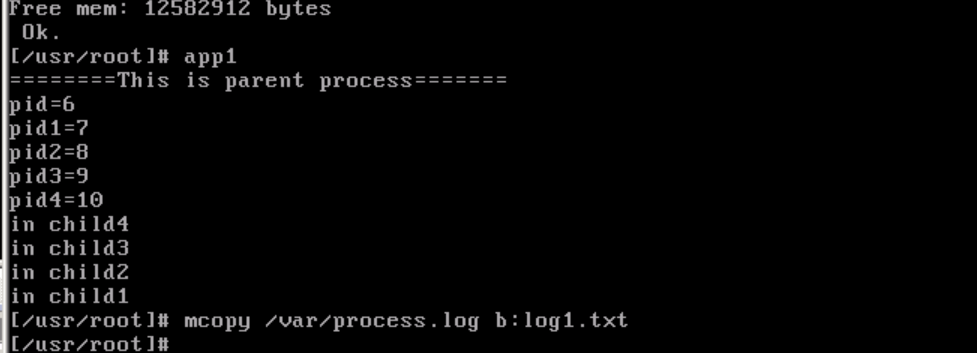 Free mem: 12582912 bytes
Ok.
[/usr/root]# app1
========This is parent process=======
pid=6
pid1=7
pid2=8
pid3=9
pid4=10
in child4
in child3
in child2
in child1
[/usr/root]# mcopy /var/process.log b:log1.txt
[/usr/root]#